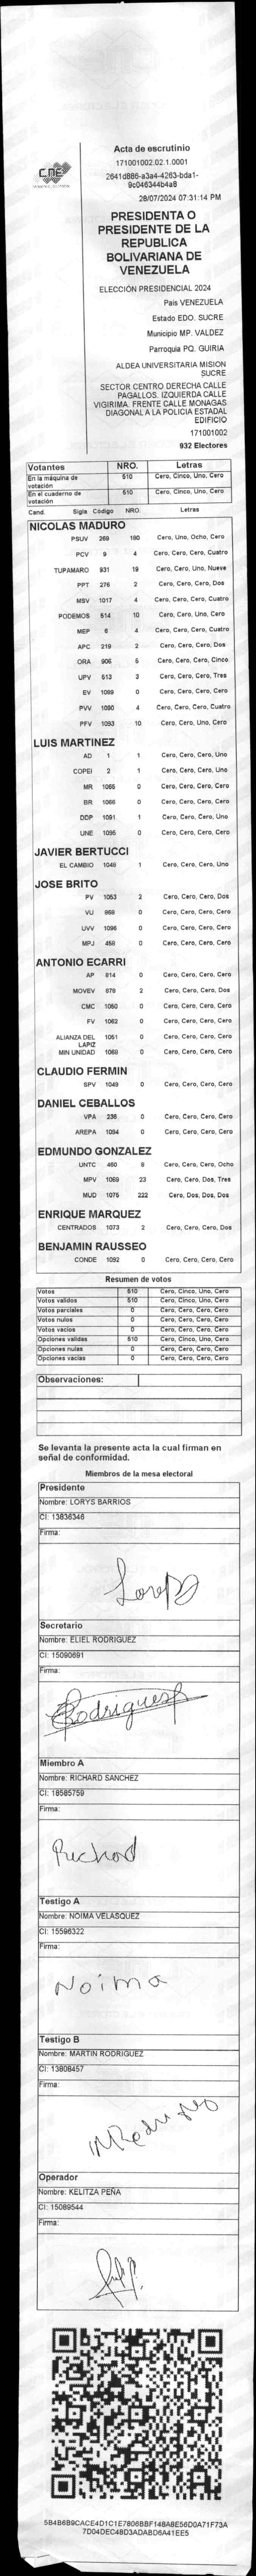 CNE
Acta de escrutinio
171001002.02.1.0001
2641d886-a3a4-4263-bda1-
9c046344b4a8
28/07/2024 07:31:14 PM
PRESIDENTA O
PRESIDENTE DE LA
REPUBLICA
BOLIVARIANA DE
VENEZUELA
ELECCIÓN PRESIDENCIAL 2024
País VENEZUELA
Estado EDO. SUCRE
Municipio MP. VALDEZ
Parroquia PQ. GUIRIA
ALDEA UNIVERSITARIA MISION
SUCRE
SECTOR CENTRO DERECHA CALLE
PAGALLOS. IZQUIERDA CALLE
VIGIRIMA. FRENTE CALLE MONAGAS
DIAGONAL A LA POLICIA ESTADAL
EDIFICIO
171001002
932 Electores
Votantes NRO. Letras
En la máquina de votación 510 Cero, Cinco, Uno, Cero
En el cuaderno de votación 510 Cero, Cinco, Uno, Cero
Cand. Sigla Código NRO. Letras
NICOLAS MADURO
PSUV 269 180 Cero, Uno, Ocho, Cero
PCV 9 4 Cero, Cero, Cero, Cuatro
TUPAMARO 931 19 Cero, Cero, Uno, Nueve
PPT 276 2 Cero, Cero, Cero, Dos
MSV 1017 4 Cero, Cero, Cero, Cuatro
PODEMOS 514 10 Cero, Cero, Uno, Cero
MEP 6 4 Cero, Cero, Cero, Cuatro
APC 219 2 Cero, Cero, Cero, Dos
ORA 906 5 Cero, Cero, Cero, Cinco
UPV 513 3 Cero, Cero, Cero, Tres
EV 1099 0 Cero, Cero, Cero, Cero
PVV 1090 4 Cero, Cero, Cero, Cuatro
PFV 1093 10 Cero, Cero, Uno, Cero
LUIS MARTINEZ
AD 1 1 Cero, Cero, Cero, Uno
COPEI 2 1 Cero, Cero, Cero, Uno
MR 1065 0 Cero, Cero, Cero, Cero
BR 1066 0 Cero, Cero, Cero, Cero
DDP 1091 1 Cero, Cero, Cero, Uno
UNE 1095 0 Cero, Cero, Cero, Cero
JAVIER BERTUCCI
EL CAMBIO 1048 1 Cero, Cero, Cero, Uno
JOSE BRITO
PV 1053 2 Cero, Cero, Cero, Dos
VU 868 0 Cero, Cero, Cero, Cero
UVV 1096 0 Cero, Cero, Cero, Cero
MPJ 458 0 Cero, Cero, Cero, Cero
ANTONIO ECARRI
AP 814 0 Cero, Cero, Cero, Cero
MOVEV 878 2 Cero, Cero, Cero, Dos
CMC 1050 0 Cero, Cero, Cero, Cero
FV 1062 0 Cero, Cero, Cero, Cero
ALIANZA DEL LAPIZ 1051 0 Cero, Cero, Cero, Cero
MIN UNIDAD 1068 0 Cero, Cero, Cero, Cero
CLAUDIO FERMIN
SPV 1049 0 Cero, Cero, Cero, Cero
DANIEL CEBALLOS
VPA 236 0 Cero, Cero, Cero, Cero
AREPA 1094 0 Cero, Cero, Cero, Cero
EDMUNDO GONZALEZ
UNTC 460 8 Cero, Cero, Cero, Ocho
MPV 1069 23 Cero, Cero, Dos, Tres
MUD 1075 222 Cero, Dos, Dos, Dos
ENRIQUE MARQUEZ
CENTRADOS 1073 2 Cero, Cero, Cero, Dos
BENJAMIN RAUSSEO
CONDE 1092 0 Cero, Cero, Cero, Cero
Resumen de votos
Votos 510 Cero, Cinco, Uno, Cero
Votos validos 510 Cero, Cinco, Uno, Cero
Votos parciales 0 Cero, Cero, Cero, Cero
Votos nulos 0 Cero, Cero, Cero, Cero
Votos vacios 0 Cero, Cero, Cero, Cero
Opciones validas 510 Cero, Cinco, Uno, Cero
Opciones nulas 0 Cero, Cero, Cero, Cero
Opciones vacias 0 Cero, Cero, Cero, Cero
Observaciones:
Se levanta la presente acta la cual firman en
señal de conformidad.
Miembros de la mesa electoral
Presidente
Nombre: LORYS BARRIOS
CI: 13836346
Firma:
Secretario
Nombre: ELIEL RODRIGUEZ
CI: 15090691
Firma:
Rodriguez
Miembro A
Nombre: RICHARD SANCHEZ
CI: 18585759
Firma:
Richard
Testigo A
Nombre: NOIMA VELASQUEZ
CI: 15596322
Firma:
Noima
Testigo B
Nombre: MARTIN RODRIGUEZ
CI: 13808457
Firma:
Operador
Nombre: KELITZA PEÑA
CI: 15089544
Firma:
5B4B6B9CACE4D1C1E7806BBF148A8E56D0A71F73A
7D04DEC48D3ADABD6A41EE5